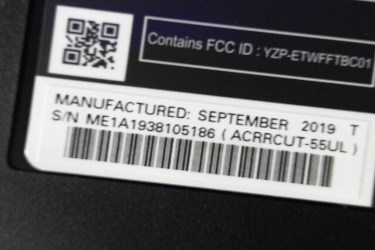 Contains FCC ID : YZP-ETWFFTBC01
MANUFACTURED: SEPTEMBER 2019 T
S/N ME1A1938105186 ( ACRRCUT-55UL )